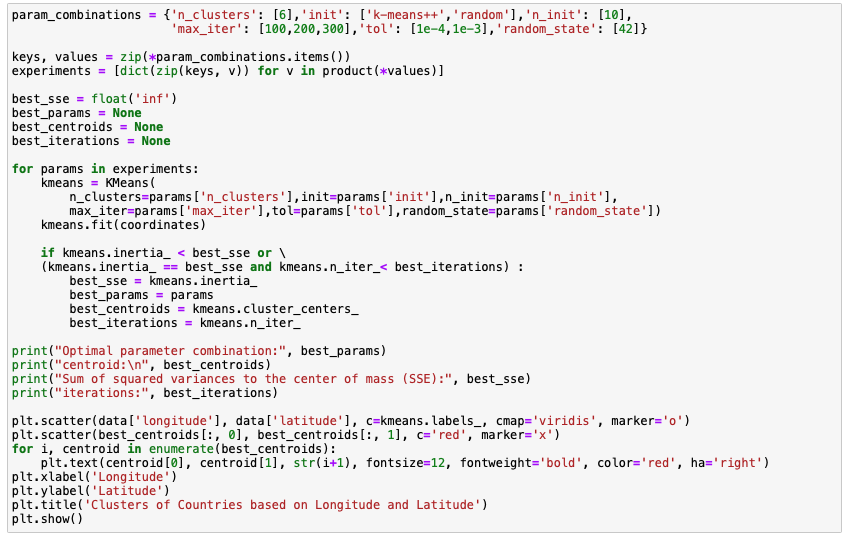 param_combinations = {'n_clusters': [6],'init': ['k-means++','random'],'n_init': [10],
                      'max_iter': [100,200,300],'tol': [1e-4,1e-3],'random_state': [42]}

keys, values = zip(*param_combinations.items())
experiments = [dict(zip(keys, v)) for v in product(*values)]

best_sse = float('inf')
best_params = None
best_centroids = None
best_iterations = None

for params in experiments:
    kmeans = KMeans(
        n_clusters=params['n_clusters'],init=params['init'],n_init=params['n_init'],
        max_iter=params['max_iter'],tol=params['tol'],random_state=params['random_state'])
    kmeans.fit(coordinates)

    if kmeans.inertia_ < best_sse or \
    (kmeans.inertia_ == best_sse and kmeans.n_iter_< best_iterations) :
        best_sse = kmeans.inertia_
        best_params = params
        best_centroids = kmeans.cluster_centers_
        best_iterations = kmeans.n_iter_

print("Optimal parameter combination:", best_params)
print("centroid:\n", best_centroids)
print("Sum of squared variances to the center of mass (SSE):", best_sse)
print("iterations:", best_iterations)

plt.scatter(data['longitude'], data['latitude'], c=kmeans.labels_, cmap='viridis', marker='o')
plt.scatter(best_centroids[:, 0], best_centroids[:, 1], c='red', marker='x')
for i, centroid in enumerate(best_centroids):
    plt.text(centroid[0], centroid[1], str(i+1), fontsize=12, fontweight='bold', color='red', ha='right')
plt.xlabel('Longitude')
plt.ylabel('Latitude')
plt.title('Clusters of Countries based on Longitude and Latitude')
plt.show()